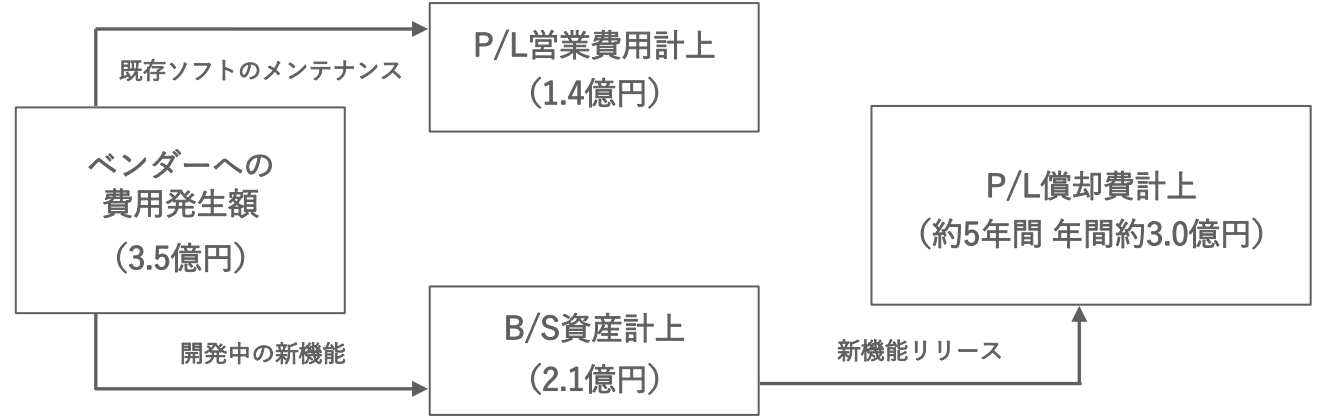 P/L営業費用計上
（1.4億円）
既存ソフトのメンテナンス
ベンダーへの
費用発生額
（3.5億円）
P/L償却費計上
（約5年間 年間約3.0億円）
B/S資産計上
（2.1億円）
開発中の新機能
新機能リリース